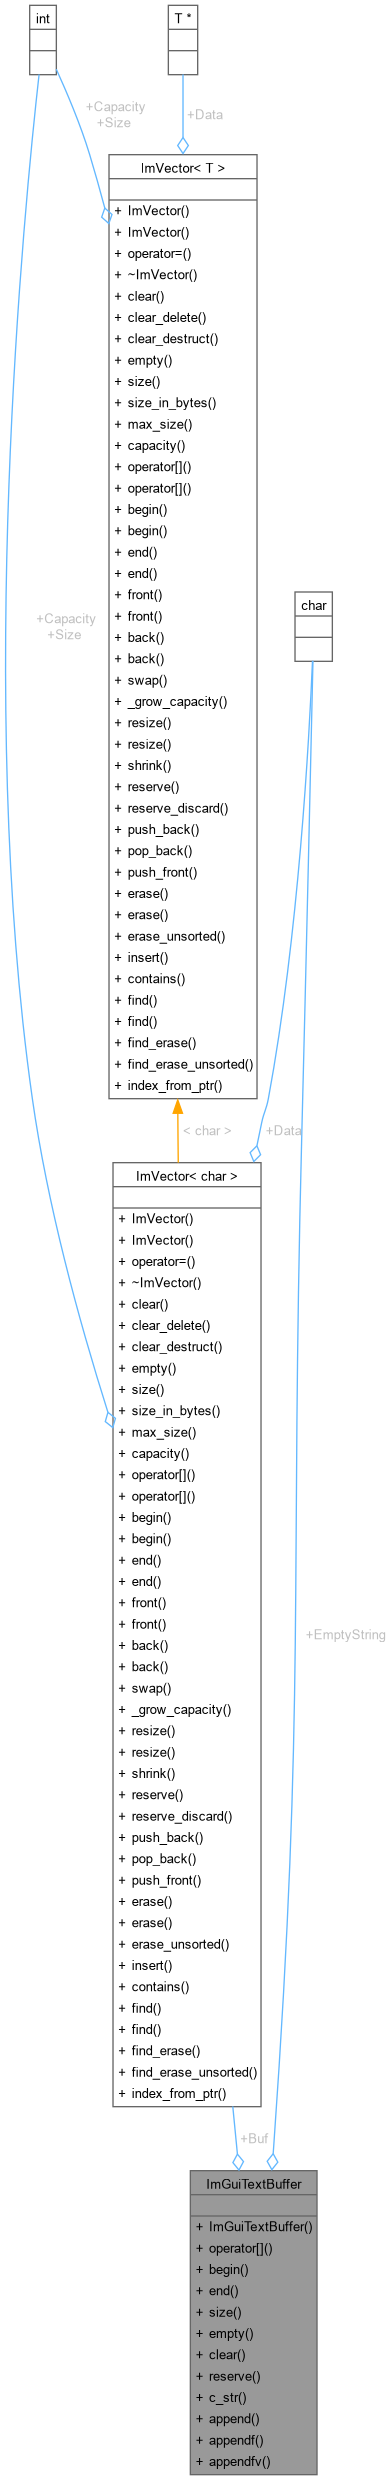 int
T *
+Capacity
+Size
+Data
ImVector< T >
+ ImVector()
+ ImVector()
+ operator=()
+ ~ImVector()
+ clear()
+ clear_delete()
+ clear_destruct()
+ empty()
+ size()
+ size_in_bytes()
+ max_size()
+ capacity()
+ operator[]()
+ operator[]()
+ begin()
+ begin()
+ end()
+ end()
+ front()
+ front()
+ back()
+ back()
+ swap()
+ _grow_capacity()
+ resize()
+ resize()
+ shrink()
+ reserve()
+ reserve_discard()
+ push_back()
+ pop_back()
+ push_front()
+ erase()
+ erase()
+ erase_unsorted()
+ insert()
+ contains()
+ find()
+ find()
+ find_erase()
+ find_erase_unsorted()
+ index_from_ptr()
+Capacity
+Size
char
< char >
+Data
ImVector< char >
+ ImVector()
+ ImVector()
+ operator=()
+ ~ImVector()
+ clear()
+ clear_delete()
+ clear_destruct()
+ empty()
+ size()
+ size_in_bytes()
+ max_size()
+ capacity()
+ operator[]()
+ operator[]()
+ begin()
+ begin()
+ end()
+ end()
+ front()
+ front()
+ back()
+ back()
+ swap()
+ _grow_capacity()
+ resize()
+ resize()
+ shrink()
+ reserve()
+ reserve_discard()
+ push_back()
+ pop_back()
+ push_front()
+ erase()
+ erase()
+ erase_unsorted()
+ insert()
+ contains()
+ find()
+ find()
+ find_erase()
+ find_erase_unsorted()
+ index_from_ptr()
+EmptyString
+Buf
ImGuiTextBuffer
+ ImGuiTextBuffer()
+ operator[]()
+ begin()
+ end()
+ size()
+ empty()
+ clear()
+ reserve()
+ c_str()
+ append()
+ appendf()
+ appendfv()